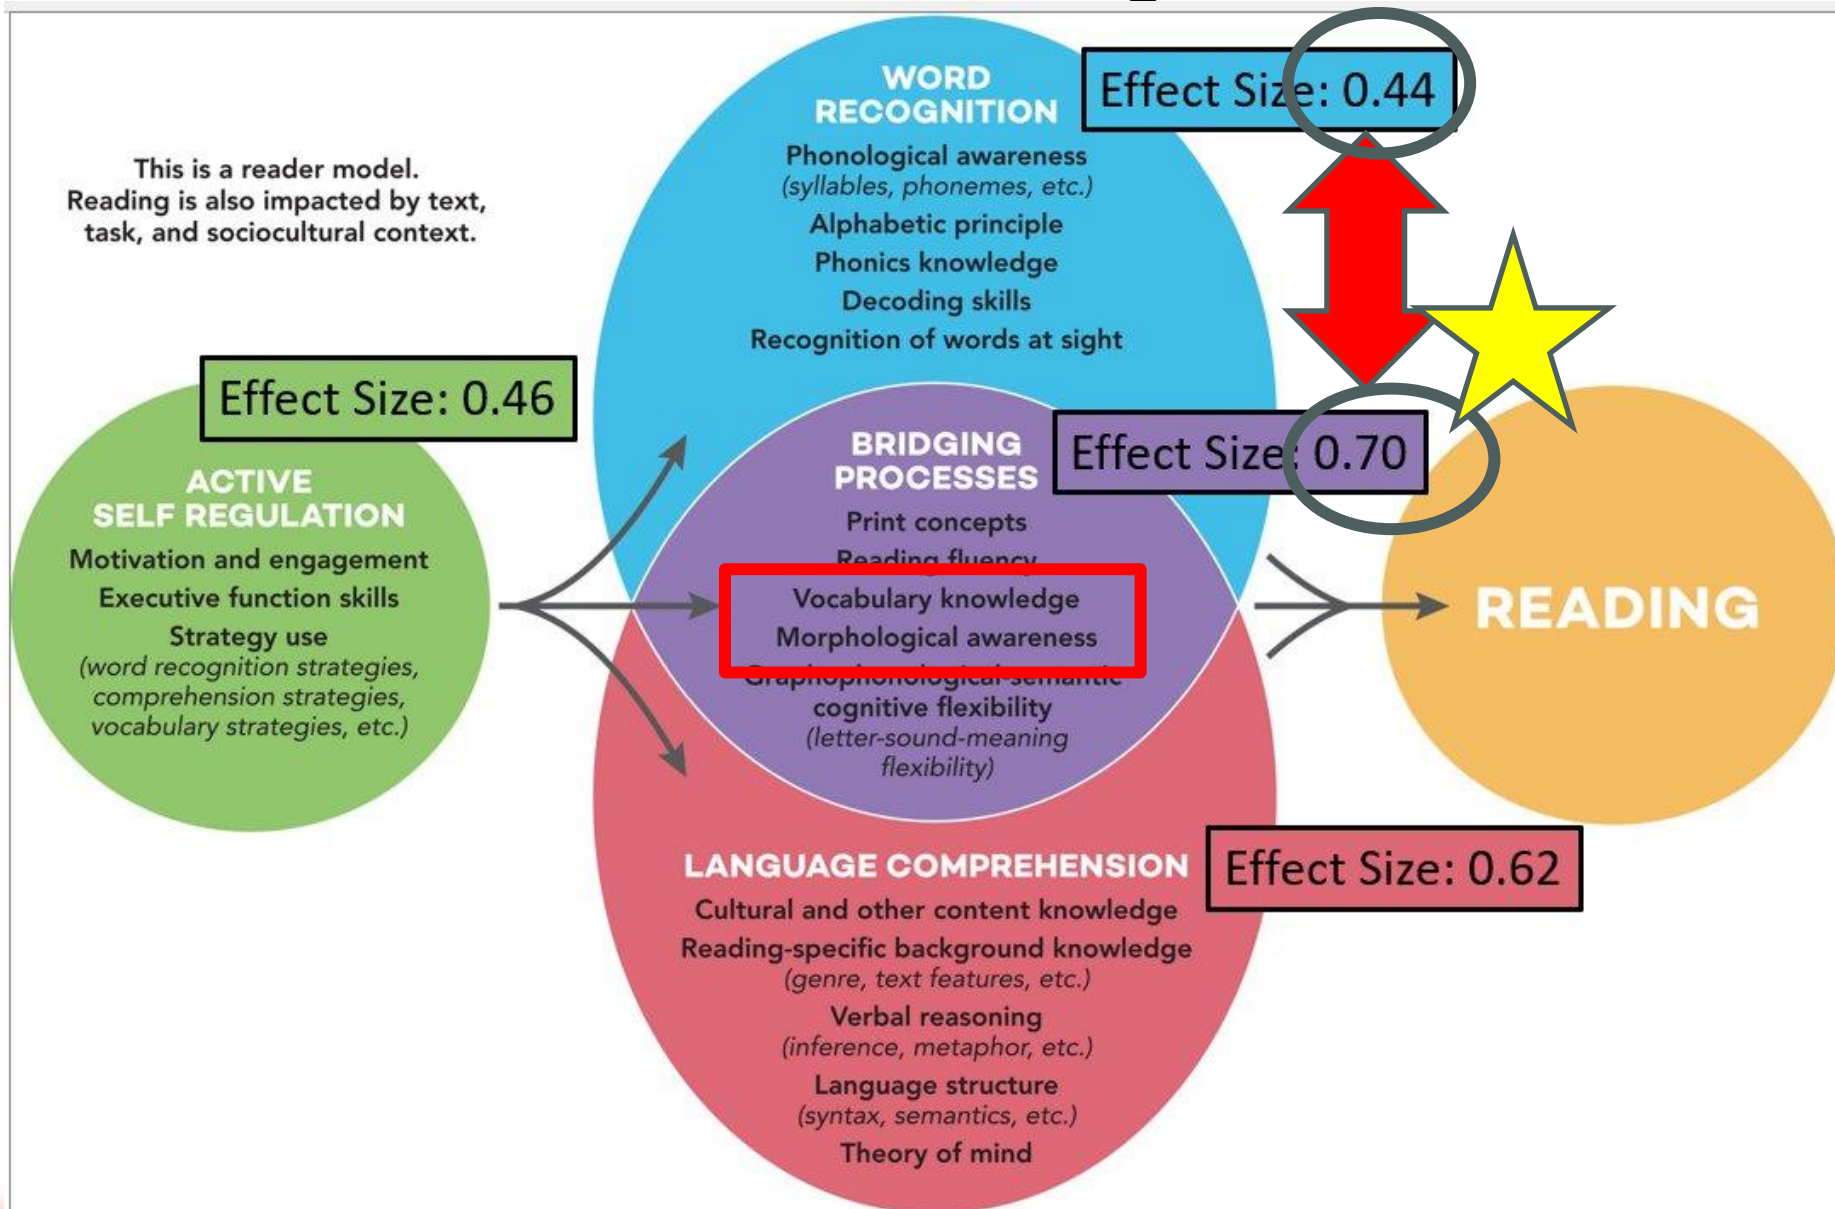 This is a reader model.
Reading is also impacted by text,
task, and sociocultural context.
WORD
RECOGNITION
Phonological awareness
(syllables, phonemes, etc.)
Alphabetic principle
Phonics knowledge
Decoding skills
Recognition of words at sight
Effect Size: 0.44
Effect Size: 0.46
ACTIVE
SELF REGULATION
Motivation and engagement
Executive function skills
Strategy use
(word recognition strategies,
comprehension strategies,
vocabulary strategies, etc.)
BRIDGING
PROCESSES
Print concepts
Reading fluency
Vocabulary knowledge
Morphological awareness
Graphophonological-semantic
cognitive flexibility
(letter-sound-meaning
flexibility)
Effect Size: 0.70
READING
LANGUAGE COMPREHENSION
Cultural and other content knowledge
Reading-specific background knowledge
(genre, text features, etc.)
Verbal reasoning
(inference, metaphor, etc.)
Language structure
(syntax, semantics, etc.)
Theory of mind
Effect Size: 0.62